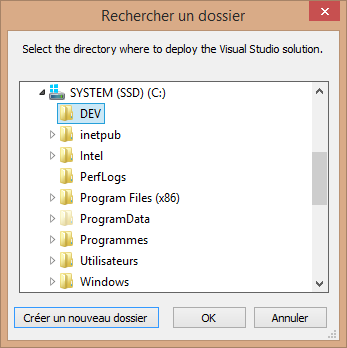 Rechercher un dossier
Select the directory where to deploy the Visual Studio solution.
SYSTEM (SSD) (C:)
DEV
inetpub
Intel
PerfLogs
Program Files (x86)
ProgramData
Programmes
Utilisateurs
Windows
Créer un nouveau dossier
OK
Annuler